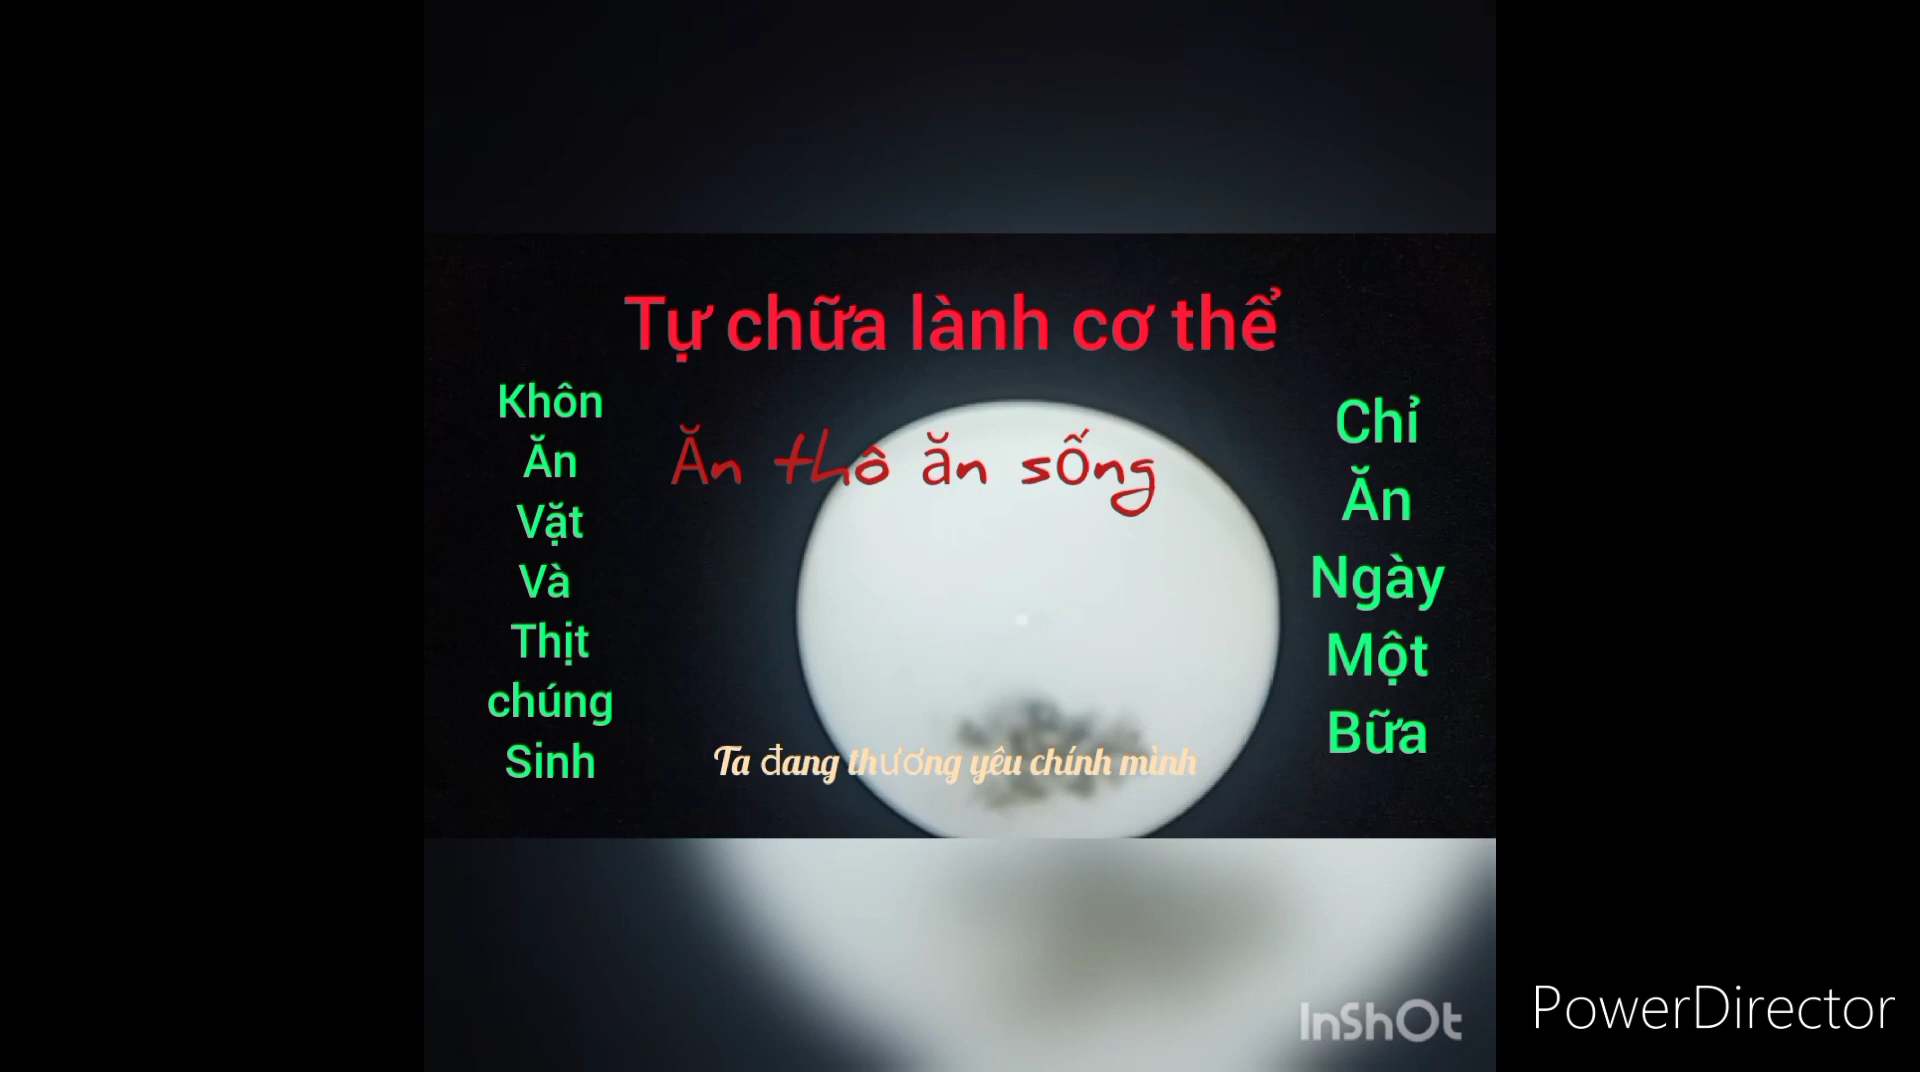 Tự chữa lành cơ thể
Khôn
Ăn
Vặt
Và
Thịt
chúng
Sinh
Ăn thô ăn sống
Chỉ
Ăn
Ngày
Một
Bữa
Ta đang thương yêu chính mình
InShOt
PowerDirector